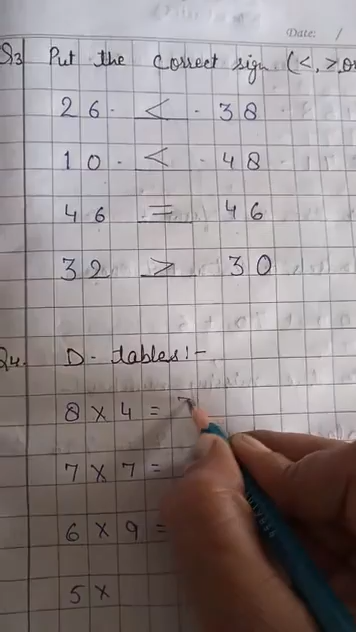 Date: /
Q3 Put the correct sign (<, >, or
26 < 38
10 < 48
46 = 46
32 > 30
Q4. D-tables:-
8 × 4 =
7 × 7 =
6 × 9 =
5 ×